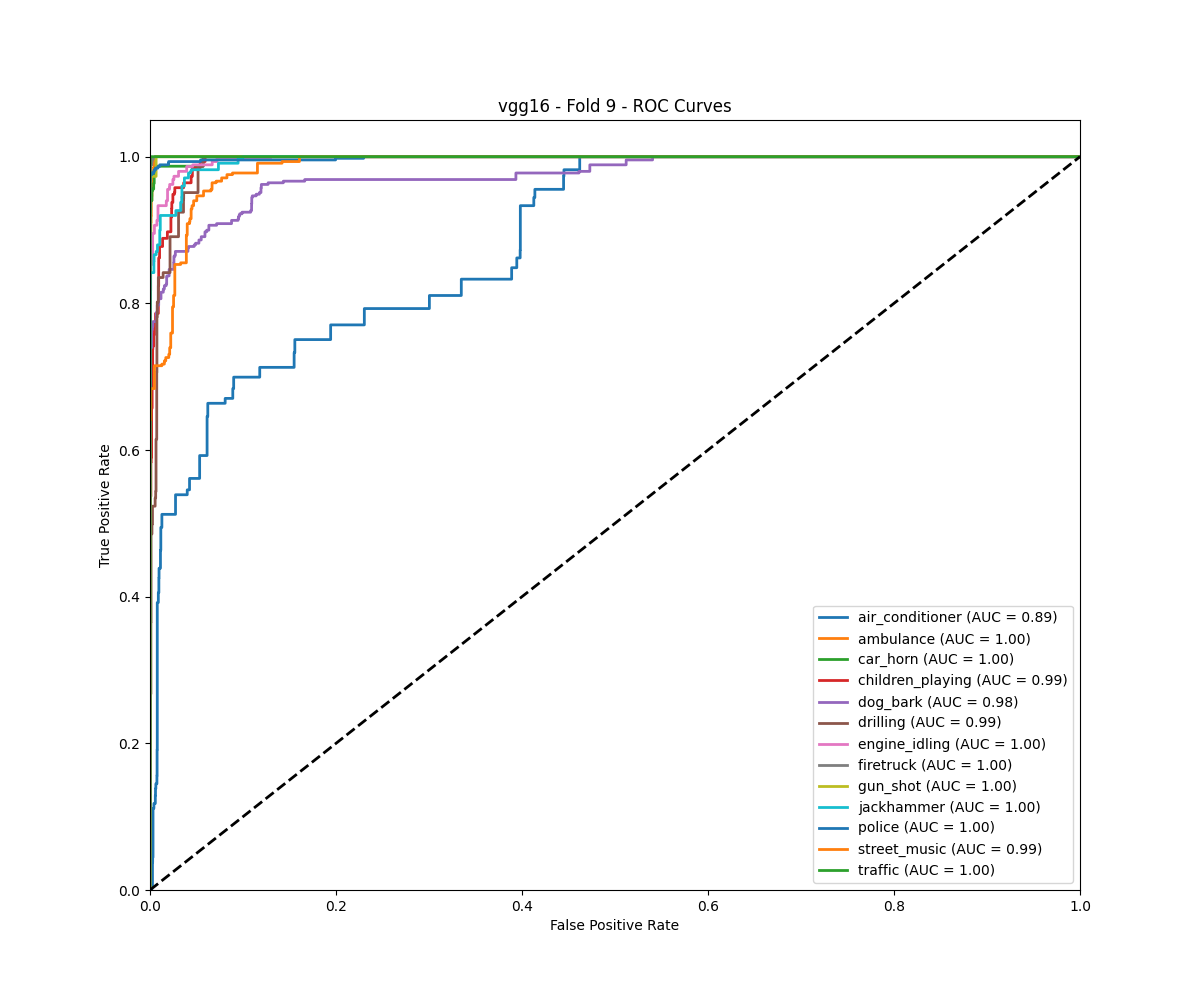 vgg16 - Fold 9 - ROC Curves
True Positive Rate
1.0
0.8
0.6
0.4
0.2
0.0
0.0 0.2 0.4 0.6 0.8 1.0
False Positive Rate
air_conditioner (AUC = 0.89)
ambulance (AUC = 1.00)
car_horn (AUC = 1.00)
children_playing (AUC = 0.99)
dog_bark (AUC = 0.98)
drilling (AUC = 0.99)
engine_idling (AUC = 1.00)
firetruck (AUC = 1.00)
gun_shot (AUC = 1.00)
jackhammer (AUC = 1.00)
police (AUC = 1.00)
street_music (AUC = 0.99)
traffic (AUC = 1.00)